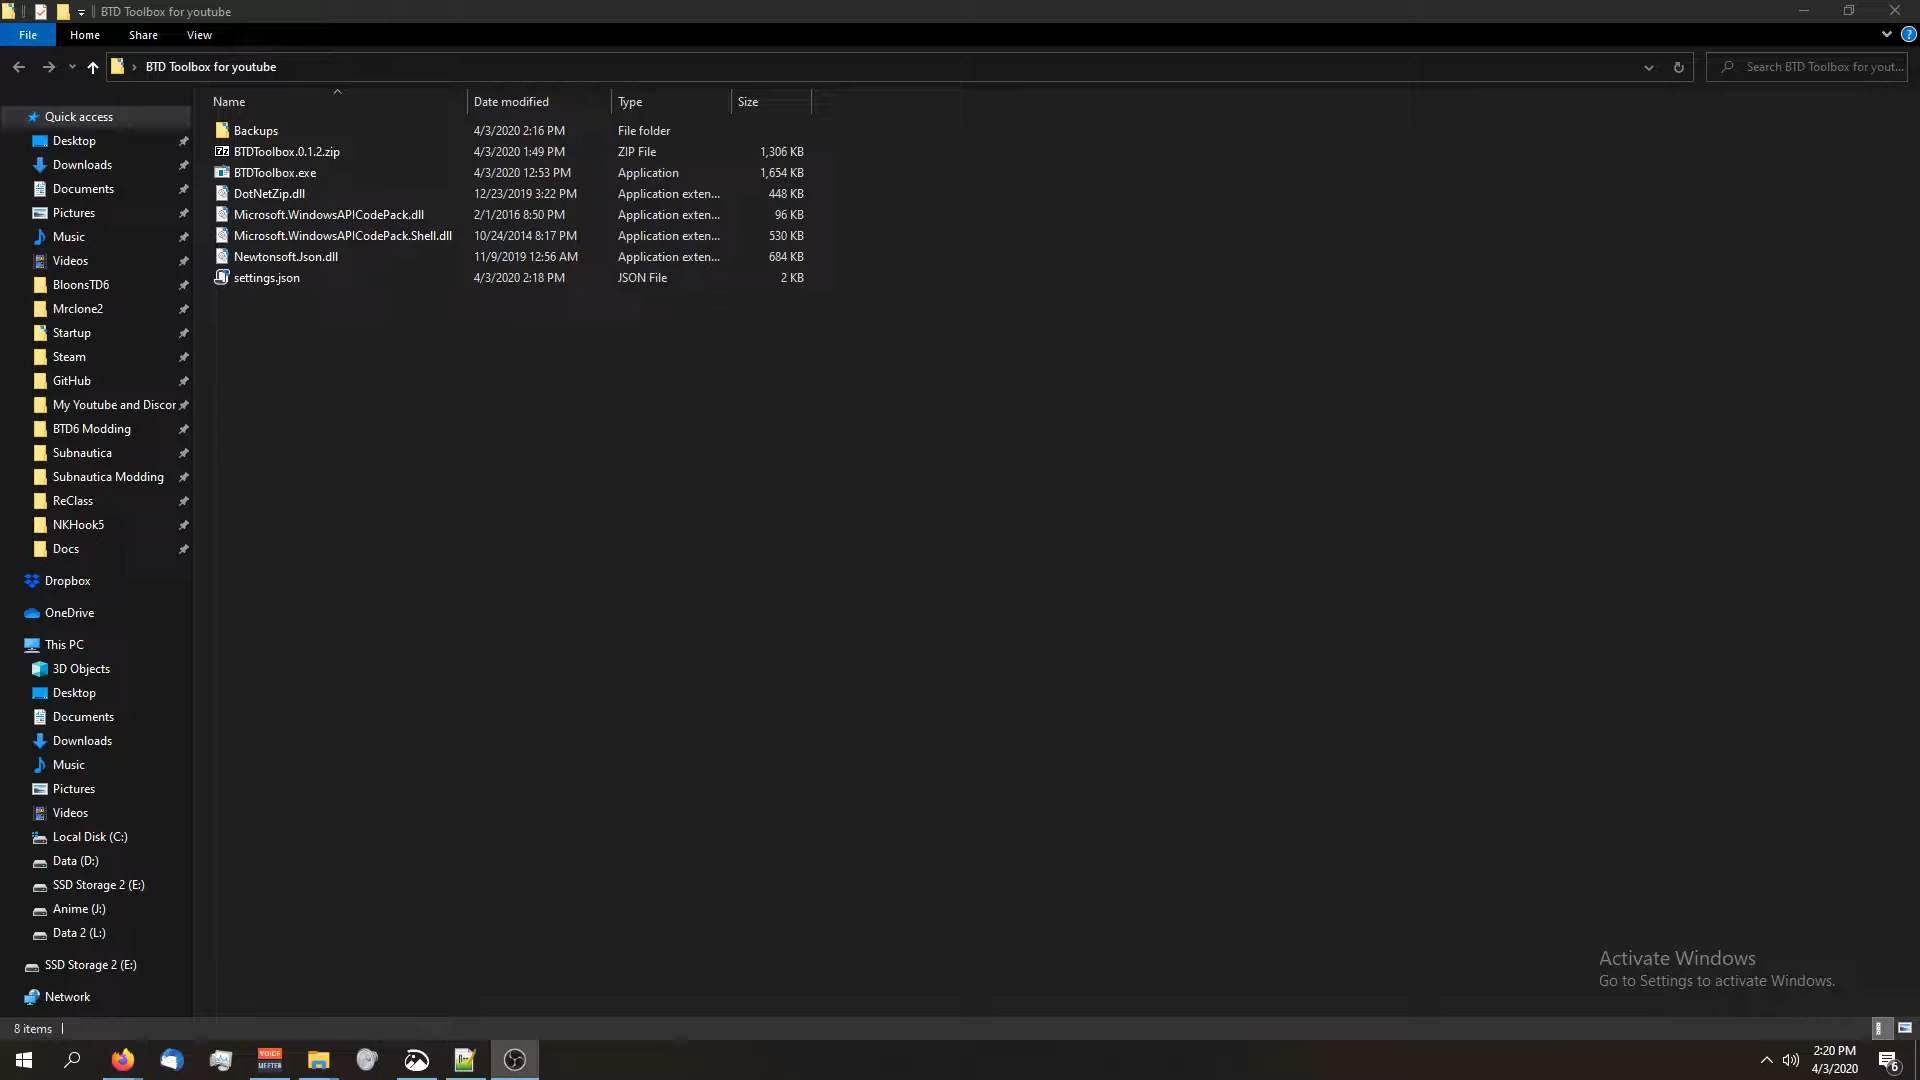 BTD Toolbox for youtube
File Home Share View
BTD Toolbox for youtube
Search BTD Toolbox for yout...
Name Date modified Type Size
Backups 4/3/2020 2:16 PM File folder
BTDToolbox.0.1.2.zip 4/3/2020 1:49 PM ZIP File 1,306 KB
BTDToolbox.exe 4/3/2020 12:53 PM Application 1,654 KB
DotNetZip.dll 12/23/2019 3:22 PM Application exten... 448 KB
Microsoft.WindowsAPICodePack.dll 2/1/2016 8:50 PM Application exten... 96 KB
Microsoft.WindowsAPICodePack.Shell.dll 10/24/2014 8:17 PM Application exten... 530 KB
Newtonsoft.Json.dll 11/9/2019 12:56 AM Application exten... 684 KB
settings.json 4/3/2020 2:18 PM JSON File 2 KB
Quick access
Desktop
Downloads
Documents
Pictures
Music
Videos
BloonsTD6
Mrclone2
Startup
Steam
GitHub
My Youtube and Discor
BTD6 Modding
Subnautica
Subnautica Modding
ReClass
NKHook5
Docs
Dropbox
OneDrive
This PC
3D Objects
Desktop
Documents
Downloads
Music
Pictures
Videos
Local Disk (C:)
Data (D:)
SSD Storage 2 (E:)
Anime (J:)
Data 2 (L:)
SSD Storage 2 (E:)
Network
Activate Windows
Go to Settings to activate Windows.
8 items
VOICE
MEETER
2:20 PM
4/3/2020
6